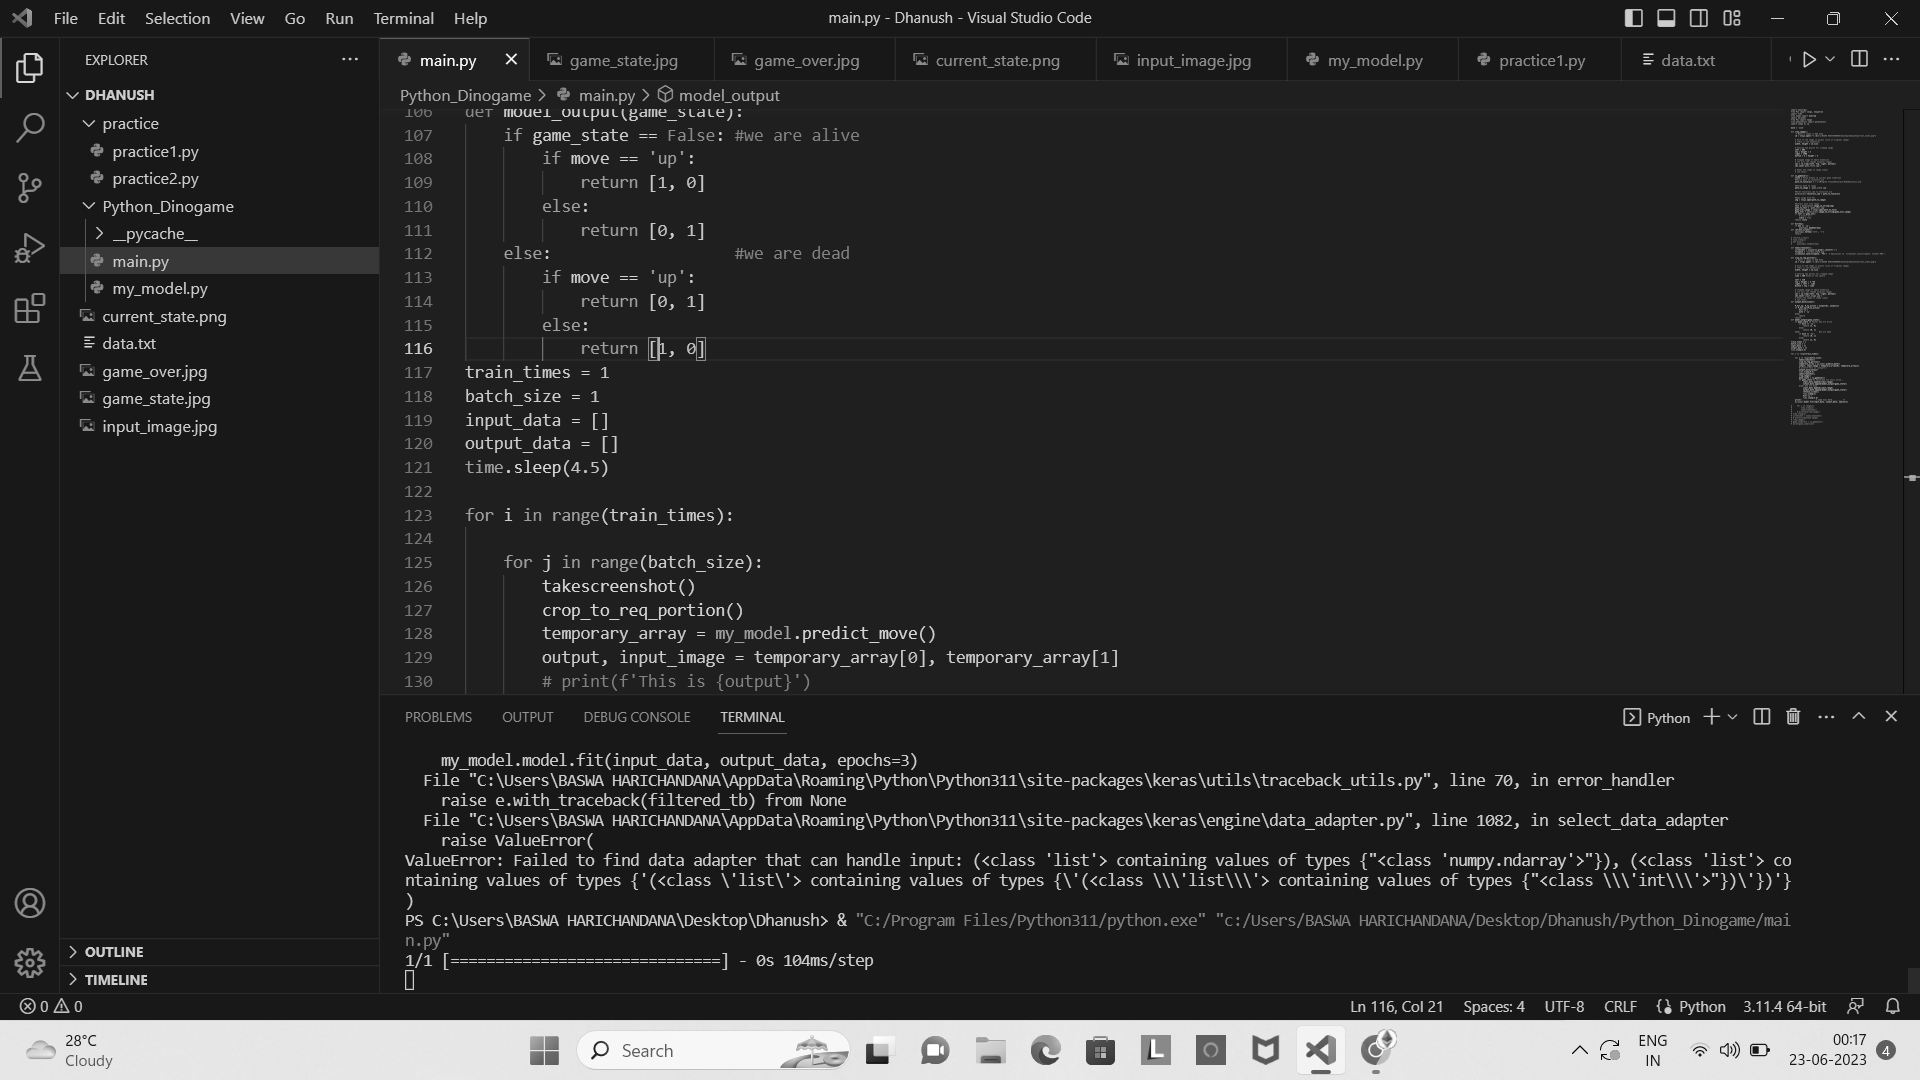 File Edit Selection View Go Run Terminal Help
main.py - Dhanush - Visual Studio Code
EXPLORER
DHANUSH
practice
practice1.py
practice2.py
Python_Dinogame
__pycache__
main.py
my_model.py
current_state.png
data.txt
game_over.jpg
game_state.jpg
input_image.jpg
OUTLINE
TIMELINE
main.py game_state.jpg game_over.jpg current_state.png input_image.jpg my_model.py practice1.py data.txt
Python_Dinogame > main.py > model_output
106 def model_output(game_state):
107 if game_state == False: #we are alive
108 if move == 'up':
109 return [1, 0]
110 else:
111 return [0, 1]
112 else: #we are dead
113 if move == 'up':
114 return [0, 1]
115 else:
116 return [1, 0]
117 train_times = 1
118 batch_size = 1
119 input_data = []
120 output_data = []
121 time.sleep(4.5)
122
123 for i in range(train_times):
124
125 for j in range(batch_size):
126 takescreenshot()
127 crop_to_req_portion()
128 temporary_array = my_model.predict_move()
129 output, input_image = temporary_array[0], temporary_array[1]
130 # print(f'This is {output}')
PROBLEMS OUTPUT DEBUG CONSOLE TERMINAL
Python
my_model.model.fit(input_data, output_data, epochs=3)
File "C:\Users\BASWA HARICHANDANA\AppData\Roaming\Python\Python311\site-packages\keras\utils\traceback_utils.py", line 70, in error_handler
raise e.with_traceback(filtered_tb) from None
File "C:\Users\BASWA HARICHANDANA\AppData\Roaming\Python\Python311\site-packages\keras\engine\data_adapter.py", line 1082, in select_data_adapter
raise ValueError(
ValueError: Failed to find data adapter that can handle input: (<class 'list'> containing values of types {"<class 'numpy.ndarray'>"}), (<class 'list'> co
ntaining values of types {'(<class \'list\'> containing values of types {\'(<class \\\'list\\\'> containing values of types {"<class \\\'int\\\'>"})\'})'}
)
PS C:\Users\BASWA HARICHANDANA\Desktop\Dhanush> & "C:/Program Files/Python311/python.exe" "c:/Users/BASWA HARICHANDANA/Desktop/Dhanush/Python_Dinogame/mai
n.py"
1/1 [==============================] - 0s 104ms/step
0 0
Ln 116, Col 21 Spaces: 4 UTF-8 CRLF Python 3.11.4 64-bit
28°C
Cloudy
Search
L
ENG
IN
00:17
23-06-2023
4